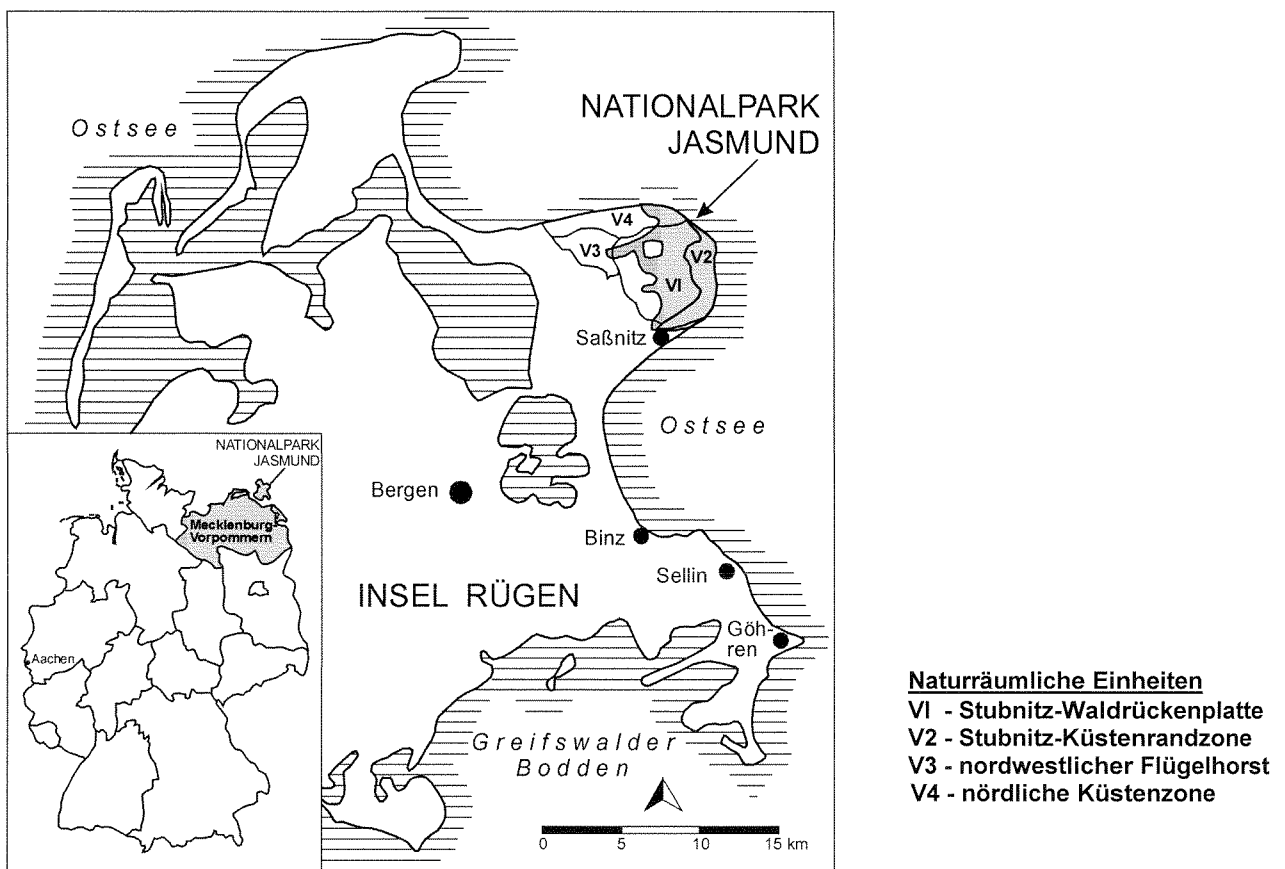 Ostsee
NATIONALPARK
JASMUND
V4
V3
V2
VI
Saßnitz
Ostsee
NATIONALPARK
JASMUND
Mecklenburg
Vorpommern
Aachen
Bergen
Binz
Sellin
INSEL RÜGEN
Göh-
ren
Greifswalder
Bodden
0 5 10 15 km
Naturräumliche Einheiten
VI - Stubnitz-Waldrückenplatte
V2 - Stubnitz-Küstenrandzone
V3 - nordwestlicher Flügelhorst
V4 - nördliche Küstenzone